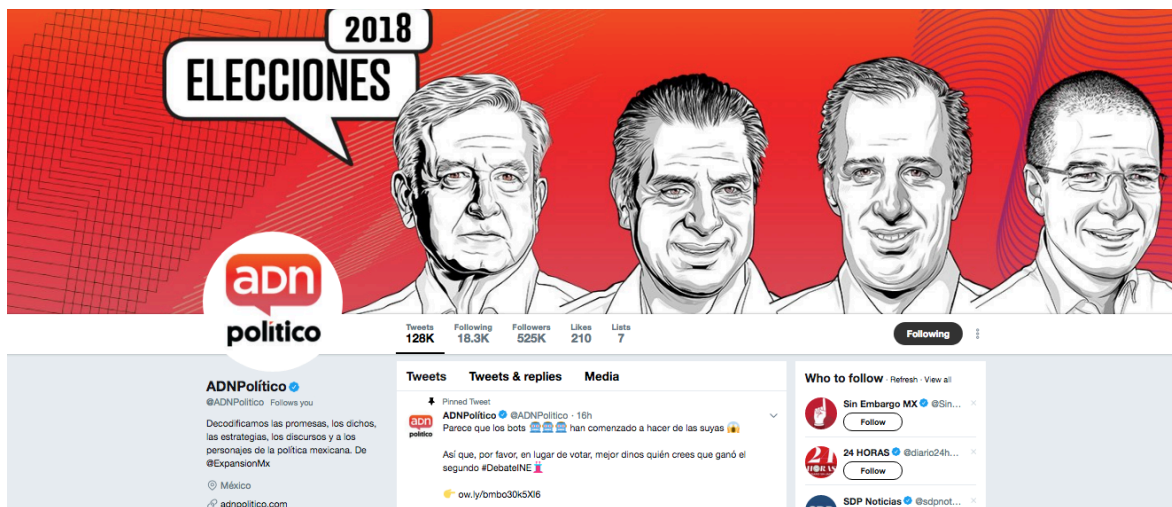 2018
ELECCIONES
aDn
político
Tweets Following Followers Likes Lists
128K 18.3K 525K 210 7
Following
ADNPolítico
@ADNPolitico Follows you
Decodificamos las promesas, los dichos,
las estrategias, los discursos y a los
personajes de la política mexicana. De
@ExpansionMx
México
adnpolitico.com
Tweets Tweets & replies Media
Pinned Tweet
aDn
político
ADNPolítico @ADNPolitico · 16h
Parece que los bots 🤖🤖🤖 han comenzado a hacer de las suyas 😱
Así que, por favor, en lugar de votar, mejor dinos quién crees que ganó el
segundo #DebateINE
👉 ow.ly/bmbo30k5Xl6
Who to follow · Refresh · View all
Sin Embargo MX @Sin...
Follow
24 HORAS
24 HORAS @diario24h...
Follow
SDP Noticias @sdpnot...